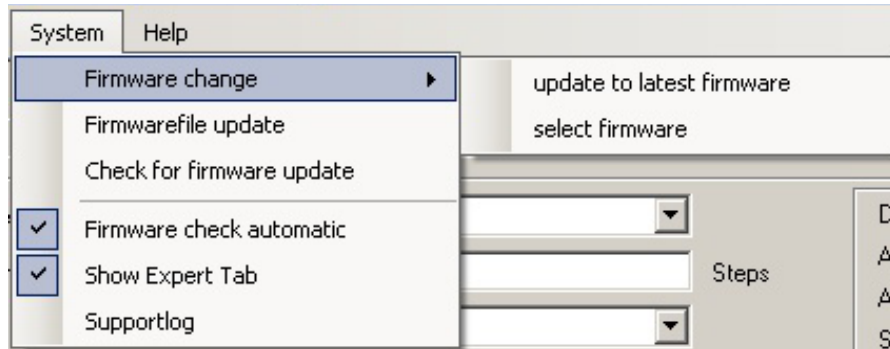 System Help
Firmware change
Firmwarefile update
Check for firmware update
Firmware check automatic
Show Expert Tab
Supportlog
update to latest firmware
select firmware
Steps